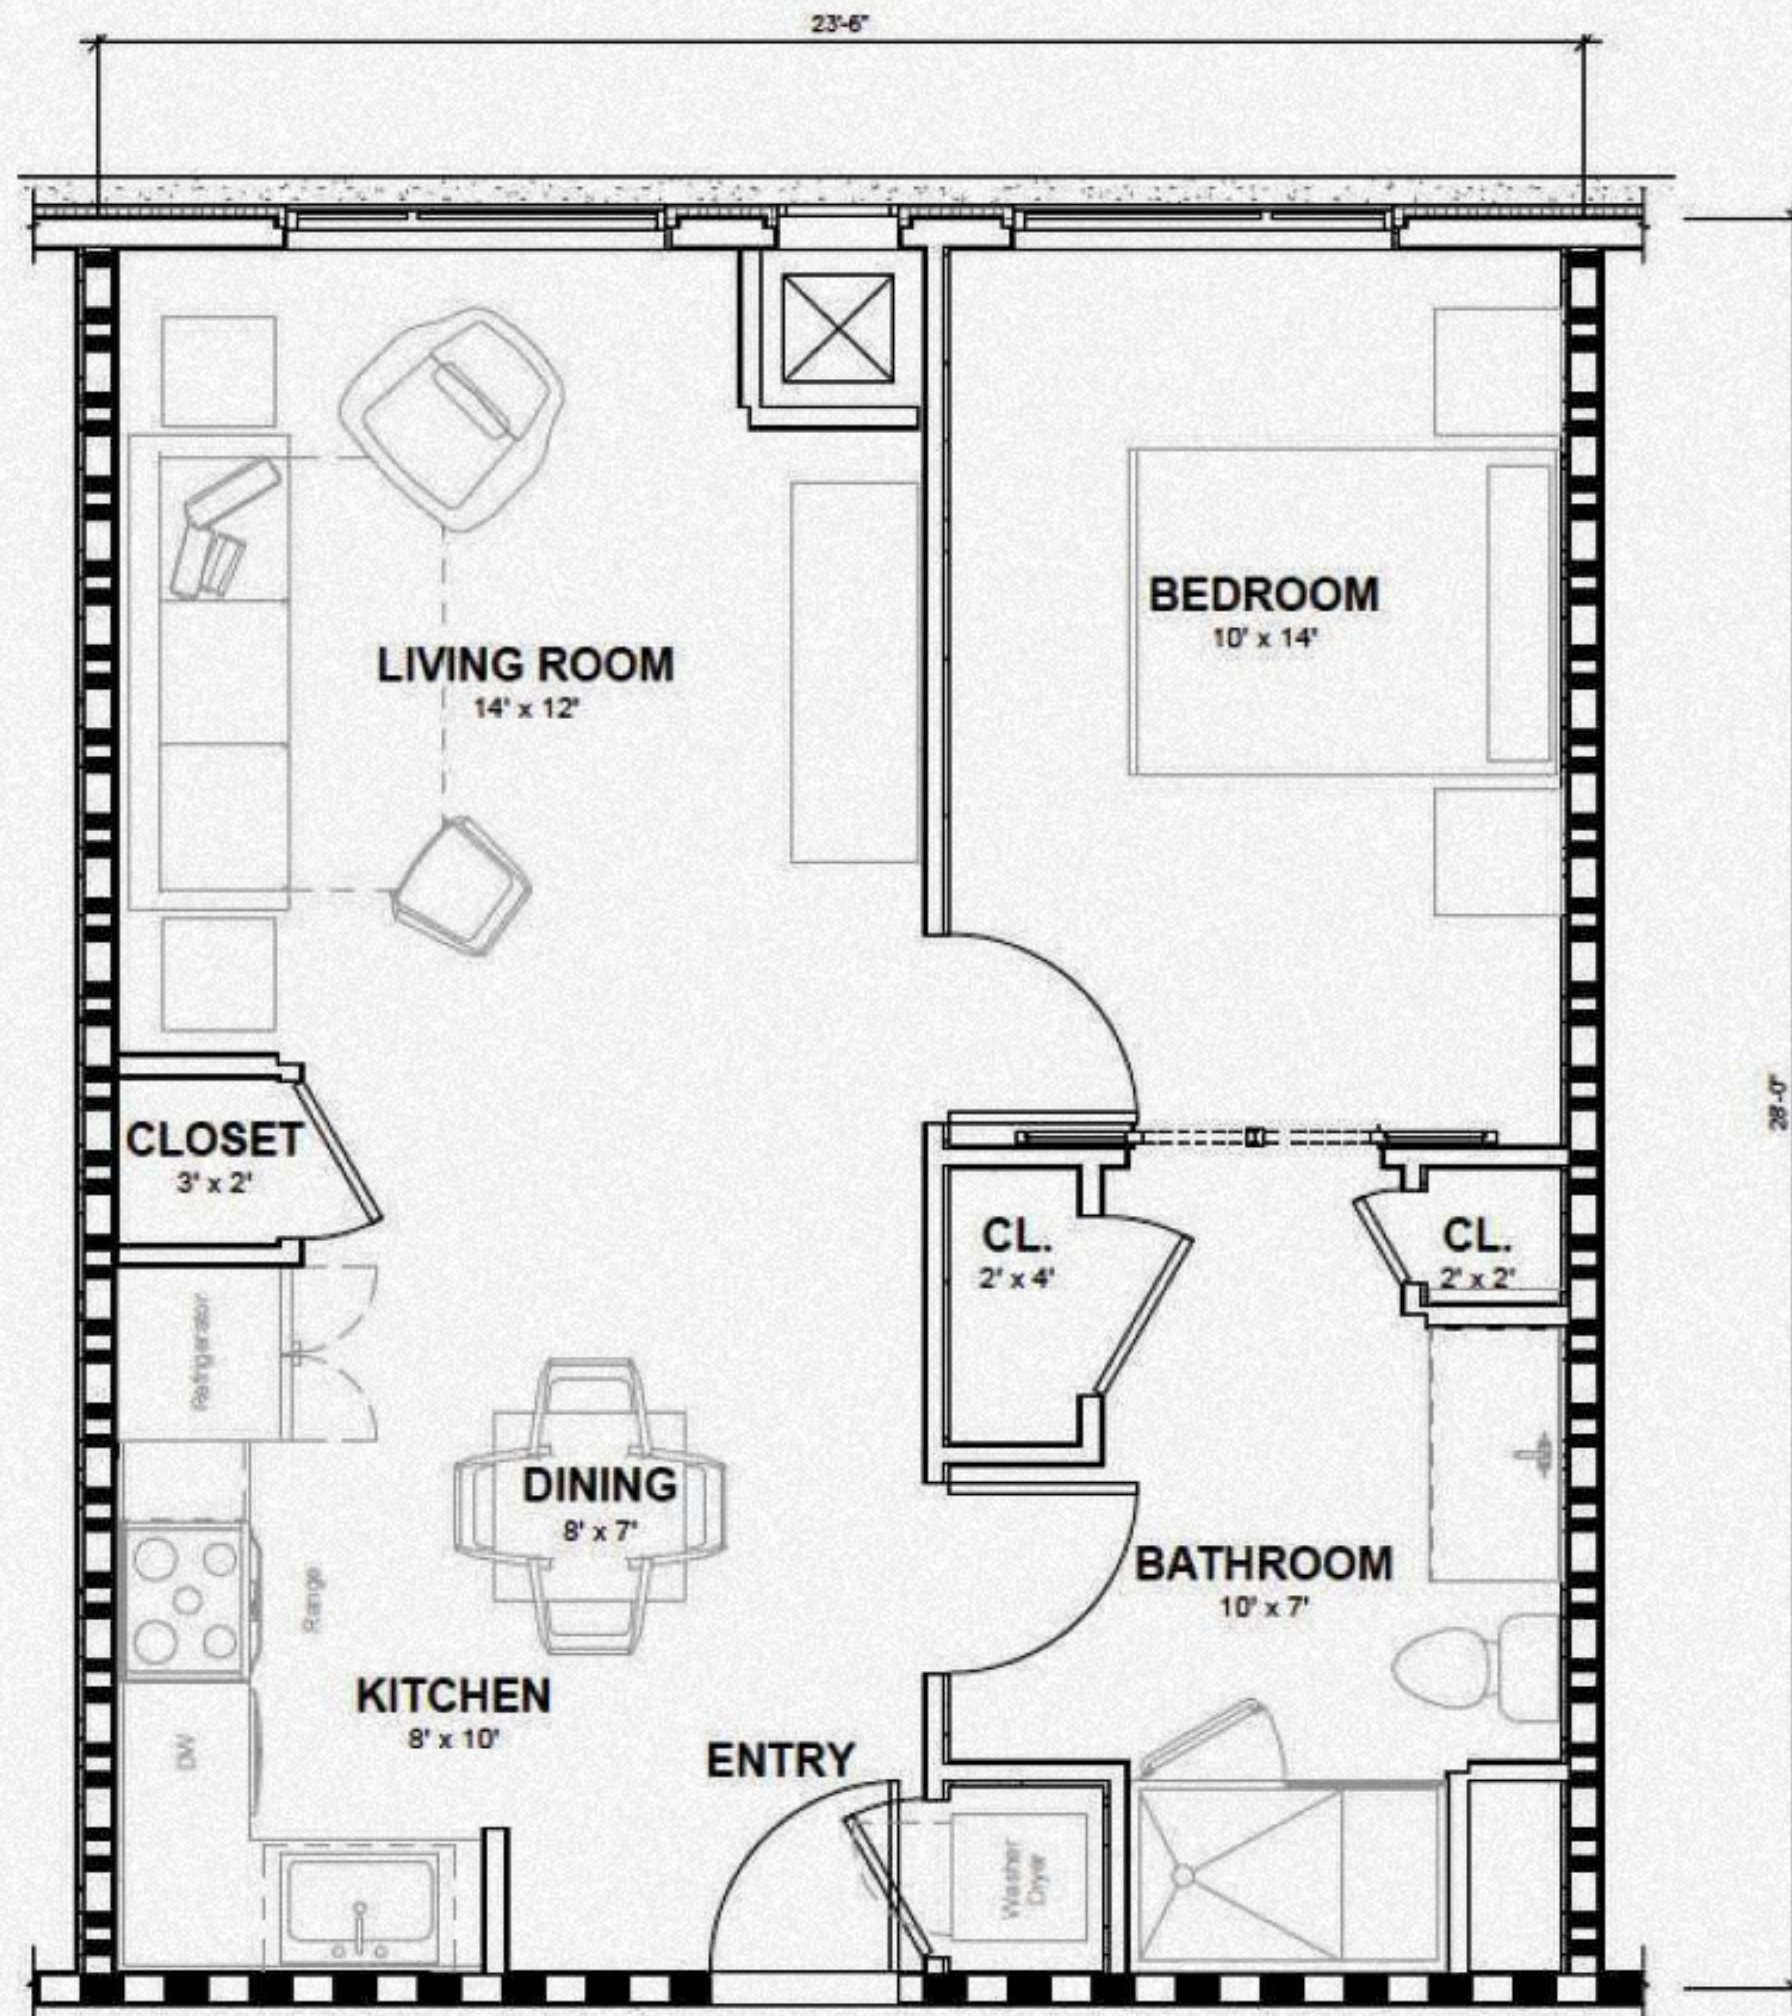 23'-6"
BEDROOM
10' x 14'
LIVING ROOM
14' x 12'
28'-0"
CLOSET
3' x 2'
CL.
2' x 4'
CL.
2' x 2'
Refrigerator
DINING
8' x 7'
Range
BATHROOM
10' x 7'
KITCHEN
8' x 10'
DW
ENTRY
Washer
Dryer